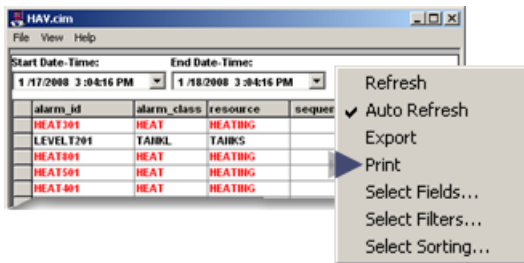 HAV.cim
File View Help
Start Date-Time: End Date-Time:
1 /17/2008 3 :04:16 PM 1 /18/2008 3 :04:16 PM
alarm_id alarm_class resource sequen
HEAT301 HEAT HEATING
LEVELT201 TANKL TANKS
HEAT801 HEAT HEATING
HEAT501 HEAT HEATING
HEAT401 HEAT HEATING
Refresh
Auto Refresh
Export
Print
Select Fields...
Select Filters...
Select Sorting...